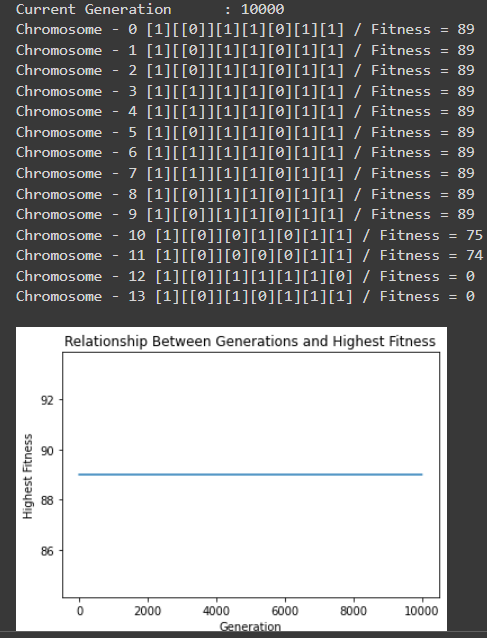 Current Generation      : 10000
Chromosome - 0 [1][[0]][1][1][0][1][1] / Fitness = 89
Chromosome - 1 [1][[0]][1][1][0][1][1] / Fitness = 89
Chromosome - 2 [1][[0]][1][1][0][1][1] / Fitness = 89
Chromosome - 3 [1][[1]][1][1][0][1][1] / Fitness = 89
Chromosome - 4 [1][[1]][1][1][0][1][1] / Fitness = 89
Chromosome - 5 [1][[0]][1][1][0][1][1] / Fitness = 89
Chromosome - 6 [1][[1]][1][1][0][1][1] / Fitness = 89
Chromosome - 7 [1][[1]][1][1][0][1][1] / Fitness = 89
Chromosome - 8 [1][[0]][1][1][0][1][1] / Fitness = 89
Chromosome - 9 [1][[0]][1][1][0][1][1] / Fitness = 89
Chromosome - 10 [1][[0]][0][1][0][1][1] / Fitness = 75
Chromosome - 11 [1][[0]][0][0][0][1][1] / Fitness = 74
Chromosome - 12 [1][[0]][1][1][1][1][0] / Fitness = 0
Chromosome - 13 [1][[0]][1][0][1][1][1] / Fitness = 0
Relationship Between Generations and Highest Fitness
Highest Fitness
92
90
88
86
0 2000 4000 6000 8000 10000
Generation